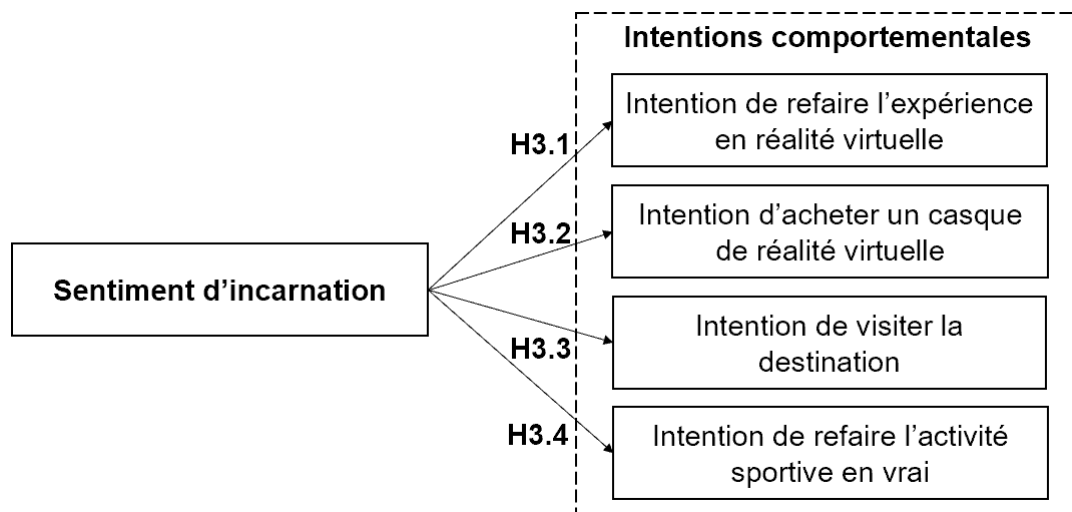 Intentions comportementales
Intention de refaire l’expérience
en réalité virtuelle
H3.1
Intention d’acheter un casque
de réalité virtuelle
H3.2
Sentiment d’incarnation
Intention de visiter la
destination
H3.3
Intention de refaire l’activité
sportive en vrai
H3.4